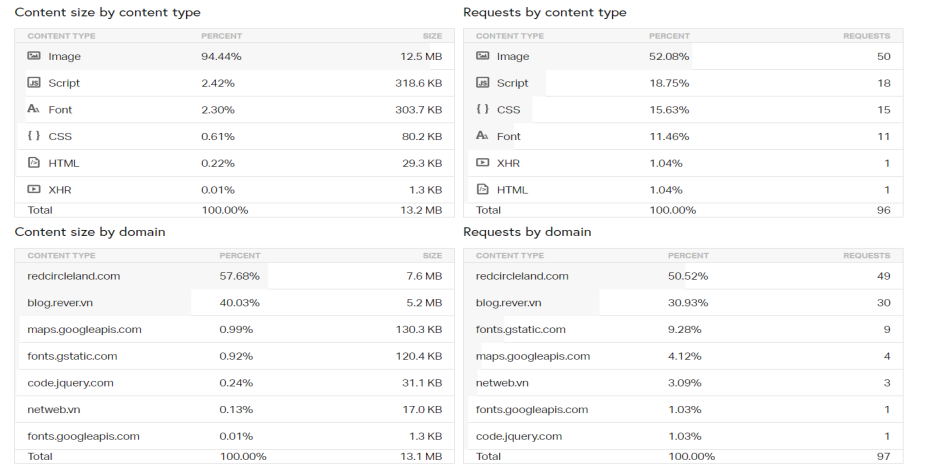 Content size by content type
CONTENT TYPE PERCENT SIZE
Image 94.44% 12.5 MB
Script 2.42% 318.6 KB
Font 2.30% 303.7 KB
CSS 0.61% 80.2 KB
HTML 0.22% 29.3 KB
XHR 0.01% 1.3 KB
Total 100.00% 13.2 MB
Requests by content type
CONTENT TYPE PERCENT REQUESTS
Image 52.08% 50
Script 18.75% 18
CSS 15.63% 15
Font 11.46% 11
XHR 1.04% 1
HTML 1.04% 1
Total 100.00% 96
Content size by domain
CONTENT TYPE PERCENT SIZE
redcircleland.com 57.68% 7.6 MB
blog.rever.vn 40.03% 5.2 MB
maps.googleapis.com 0.99% 130.3 KB
fonts.gstatic.com 0.92% 120.4 KB
code.jquery.com 0.24% 31.1 KB
netweb.vn 0.13% 17.0 KB
fonts.googleapis.com 0.01% 1.3 KB
Total 100.00% 13.1 MB
Requests by domain
CONTENT TYPE PERCENT REQUESTS
redcircleland.com 50.52% 49
blog.rever.vn 30.93% 30
fonts.gstatic.com 9.28% 9
maps.googleapis.com 4.12% 4
netweb.vn 3.09% 3
fonts.googleapis.com 1.03% 1
code.jquery.com 1.03% 1
Total 100.00% 97